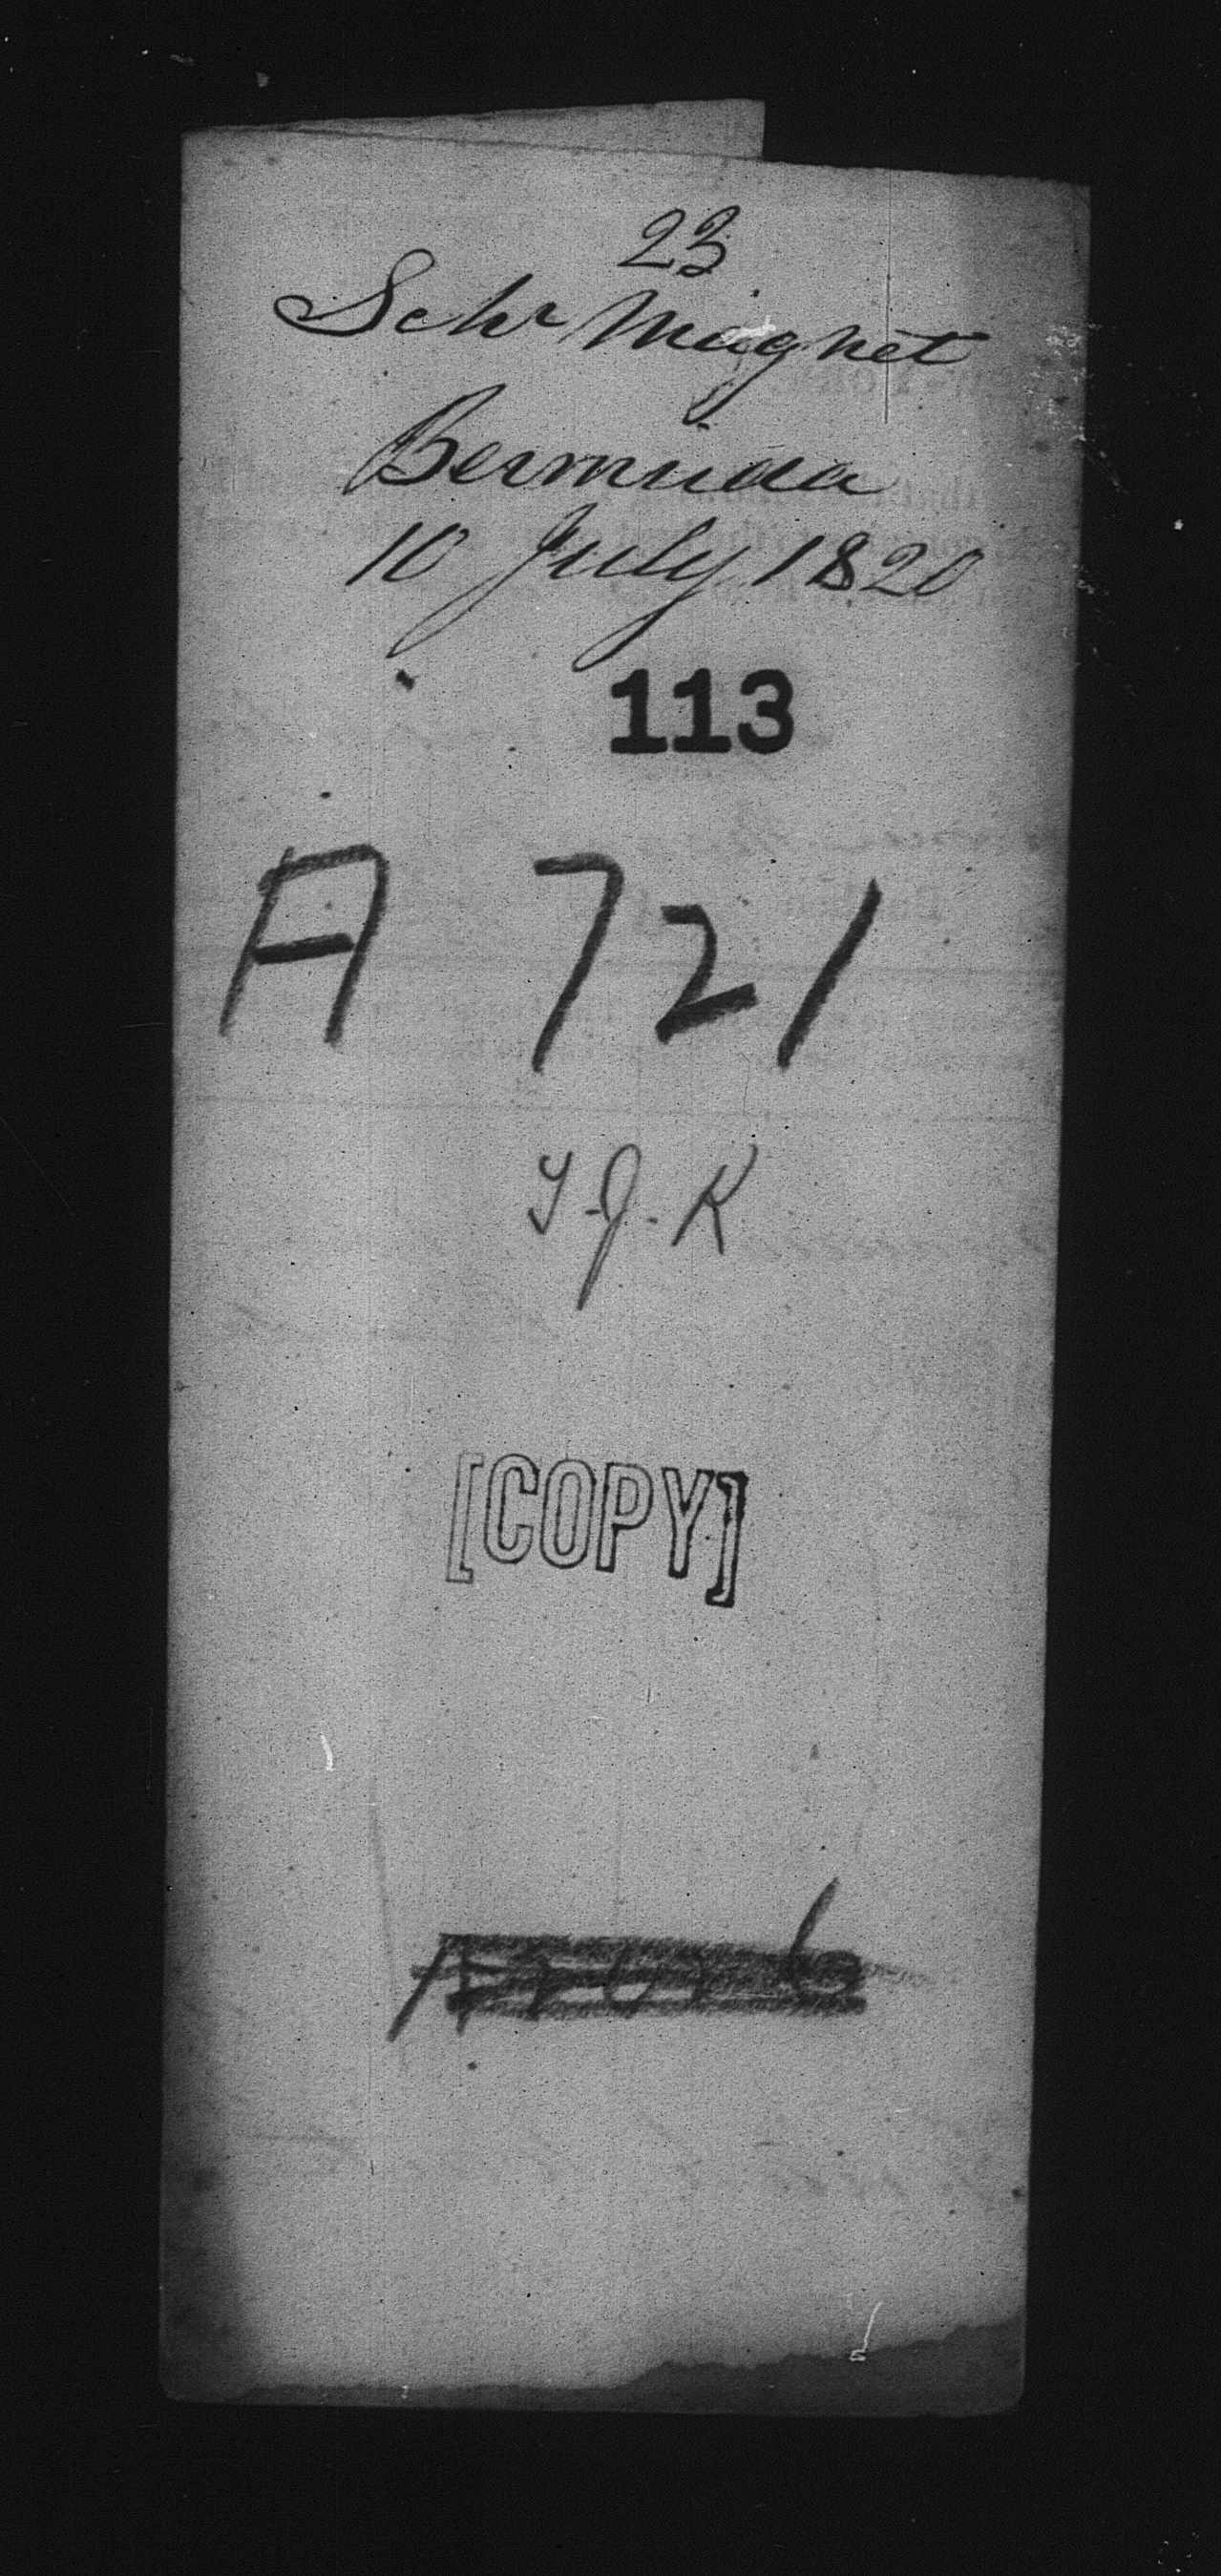 23
Schr Magnet
Bermuda
10 July 1820
113
A 721
T.J.K
[COPY]